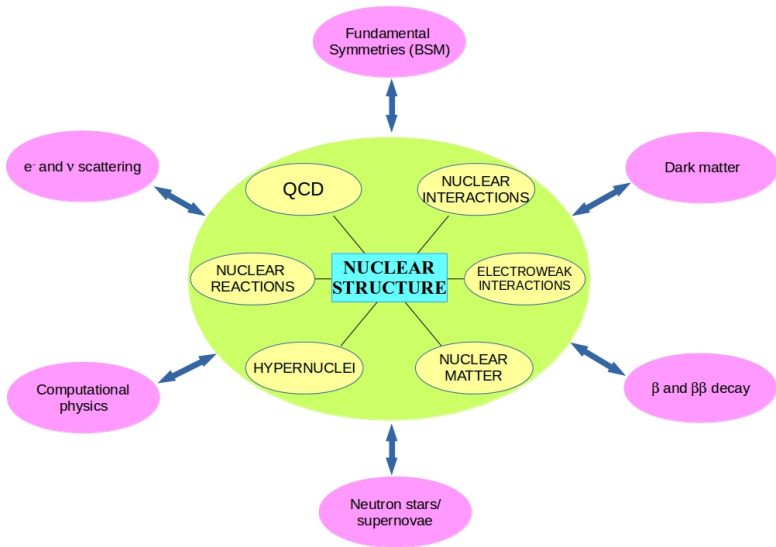 Fundamental
Symmetries (BSM)
e- and ν scattering
Dark matter
QCD
NUCLEAR
INTERACTIONS
NUCLEAR
REACTIONS
NUCLEAR
STRUCTURE
ELECTROWEAK
INTERACTIONS
HYPERNUCLEI
NUCLEAR
MATTER
Computational
physics
β and ββ decay
Neutron stars/
supernovae